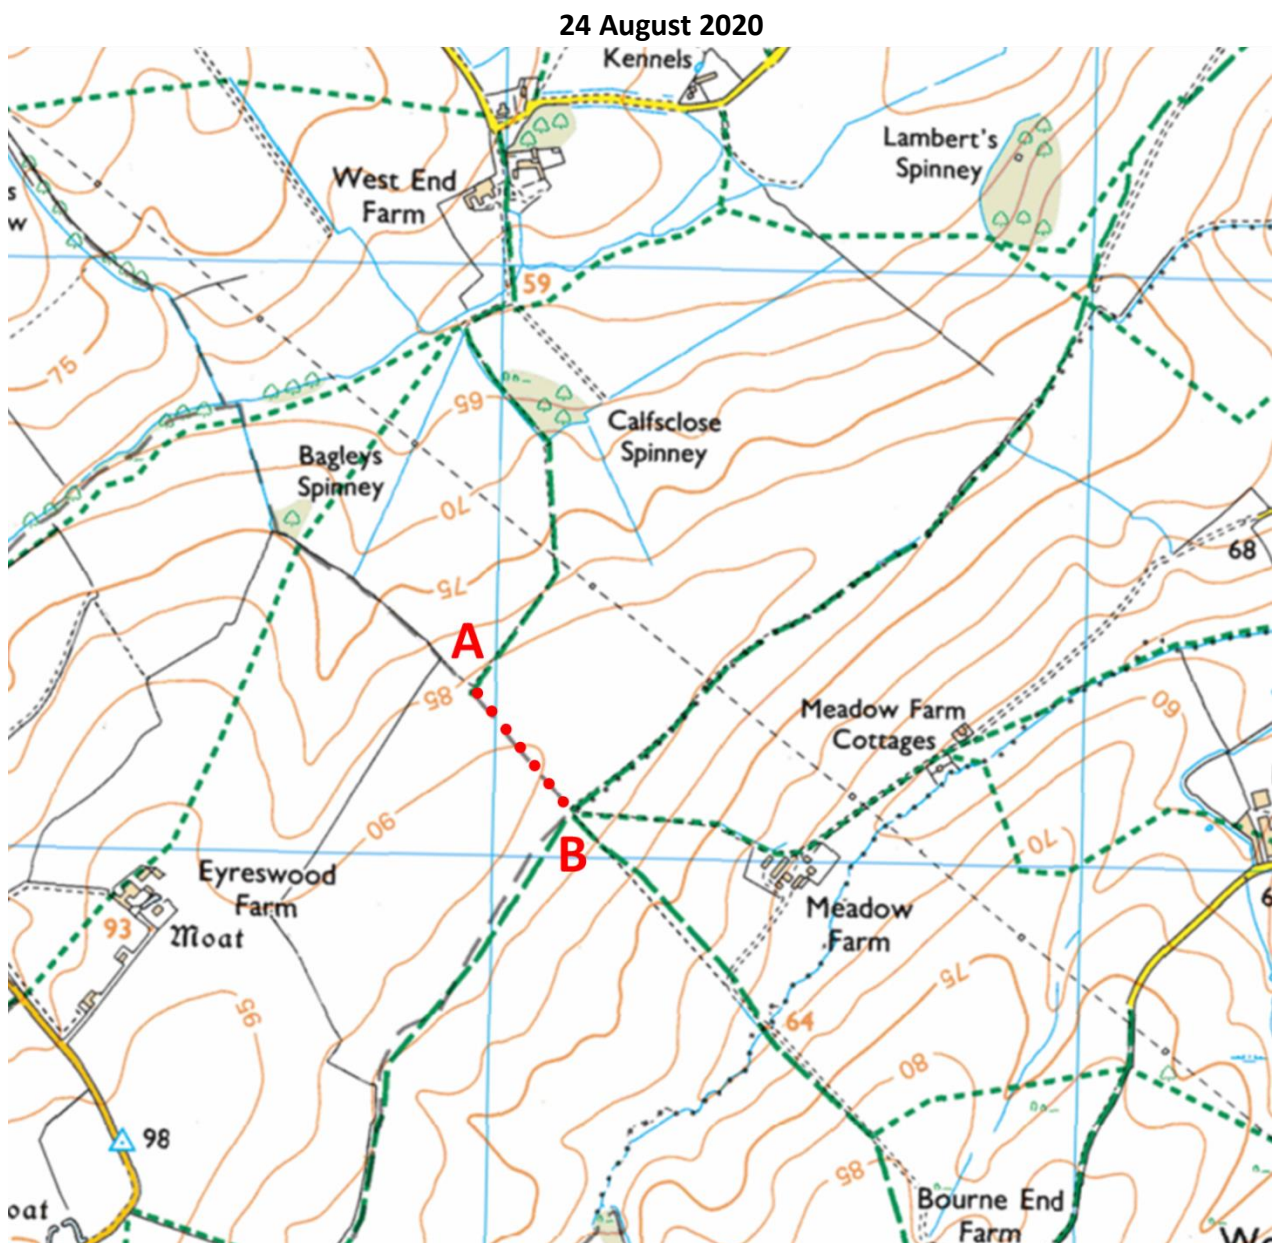 24 August 2020
Kennels
Lambert's
Spinney
West End
Farm
s
w
59
75
65
Calfsclose
Spinney
Bagleys
Spinney
70
68
75
A
85
60
Meadow Farm
Cottages
90
B
70
Eyreswood
Farm
93
Moat
Meadow
Farm
6
75
95
64
80
98
85
Bourne End
Farm
oat